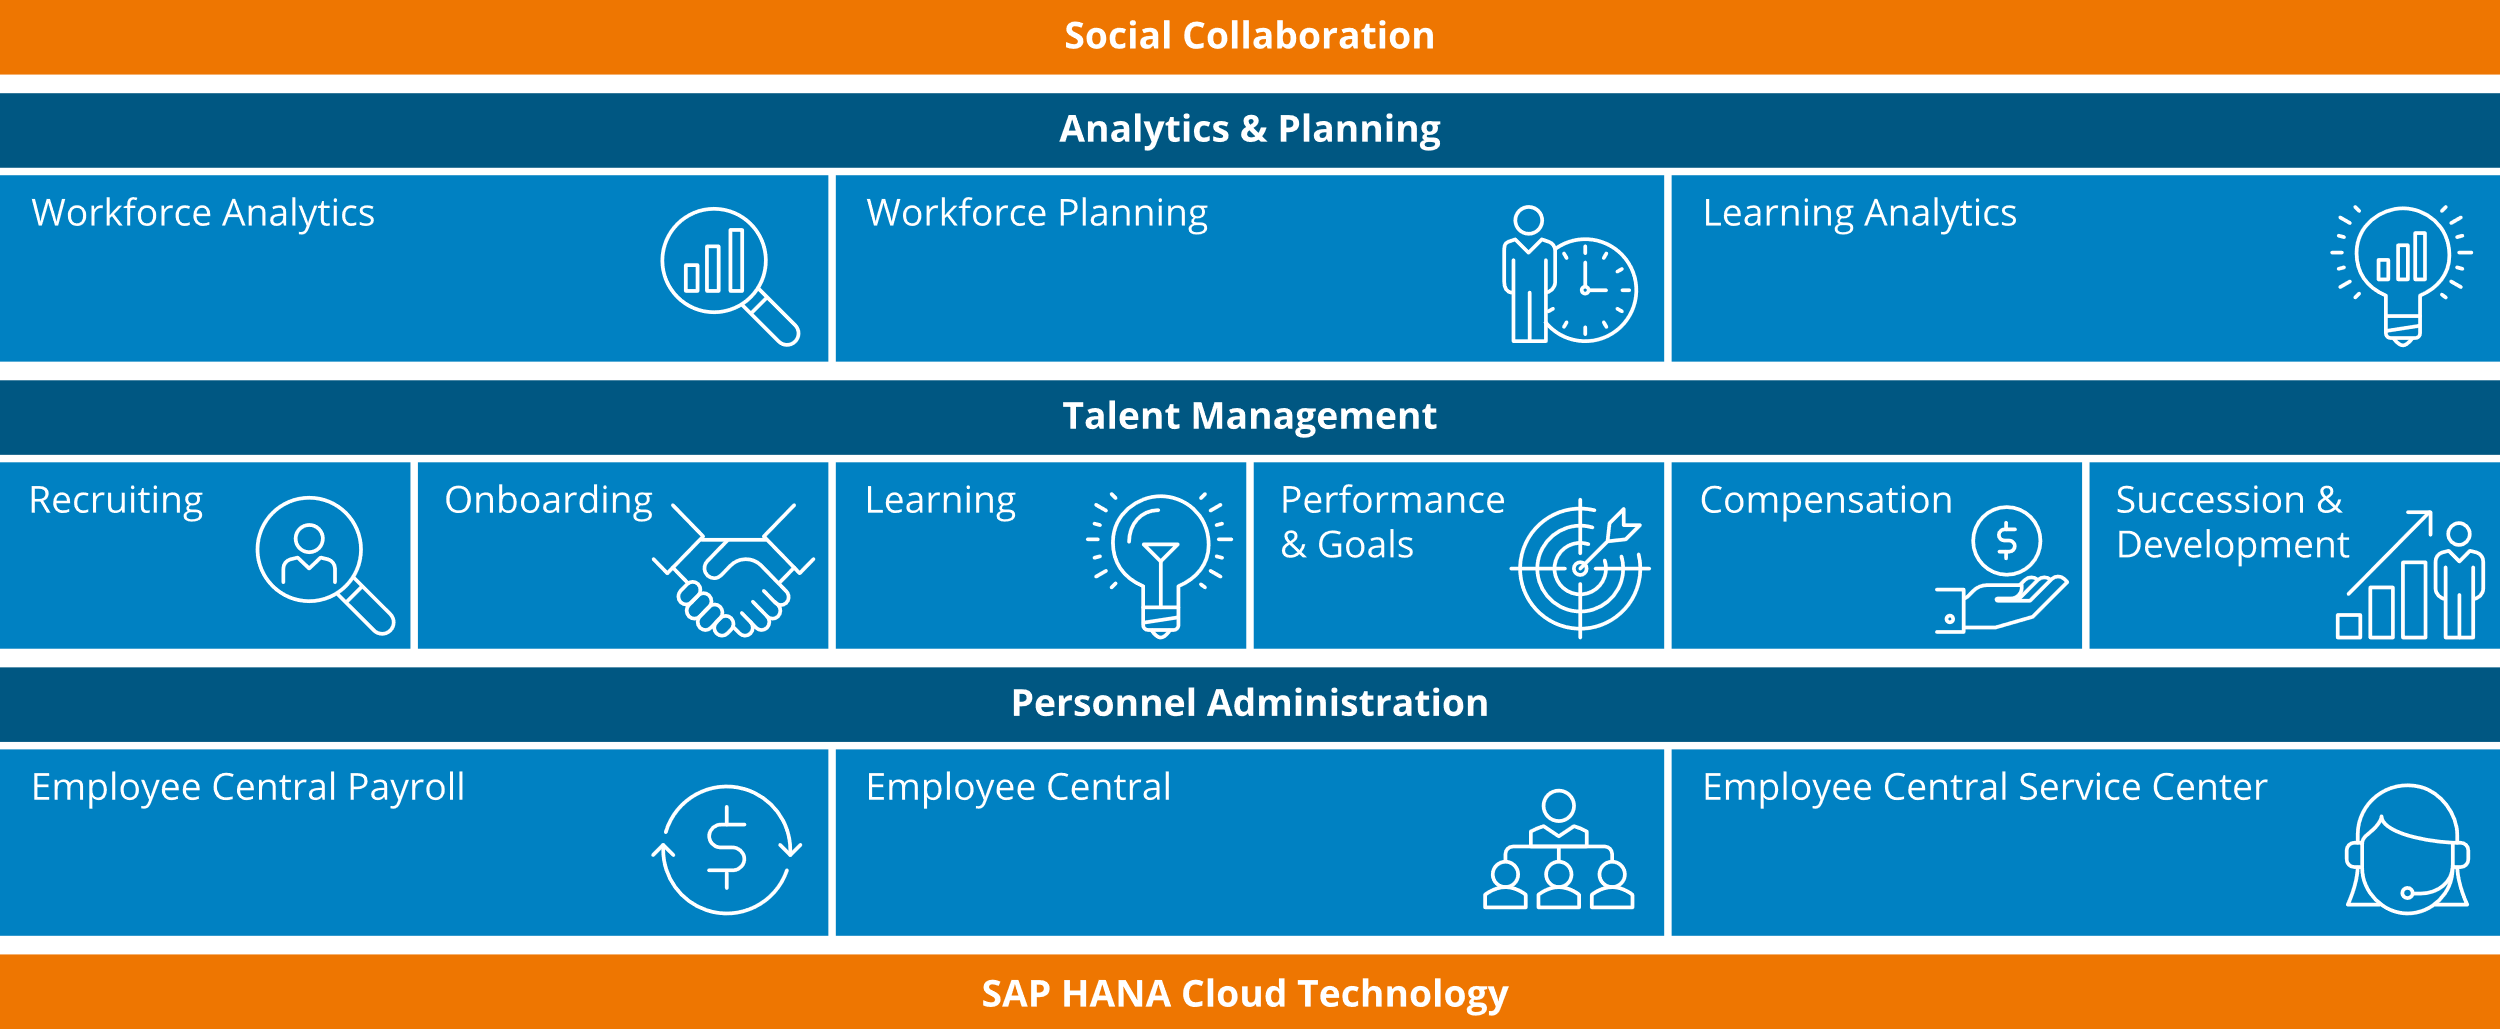 Social Collaboration
Analytics & Planning
Workforce Analytics
Workforce Planning
Learning Analytics
Talent Management
Recruiting
Onboarding
Learning
Performance
& Goals
Compensation
Succession &
Development
Personnel Administration
Employee Central Payroll
Employee Central
Employee Central Service Center
SAP HANA Cloud Technology